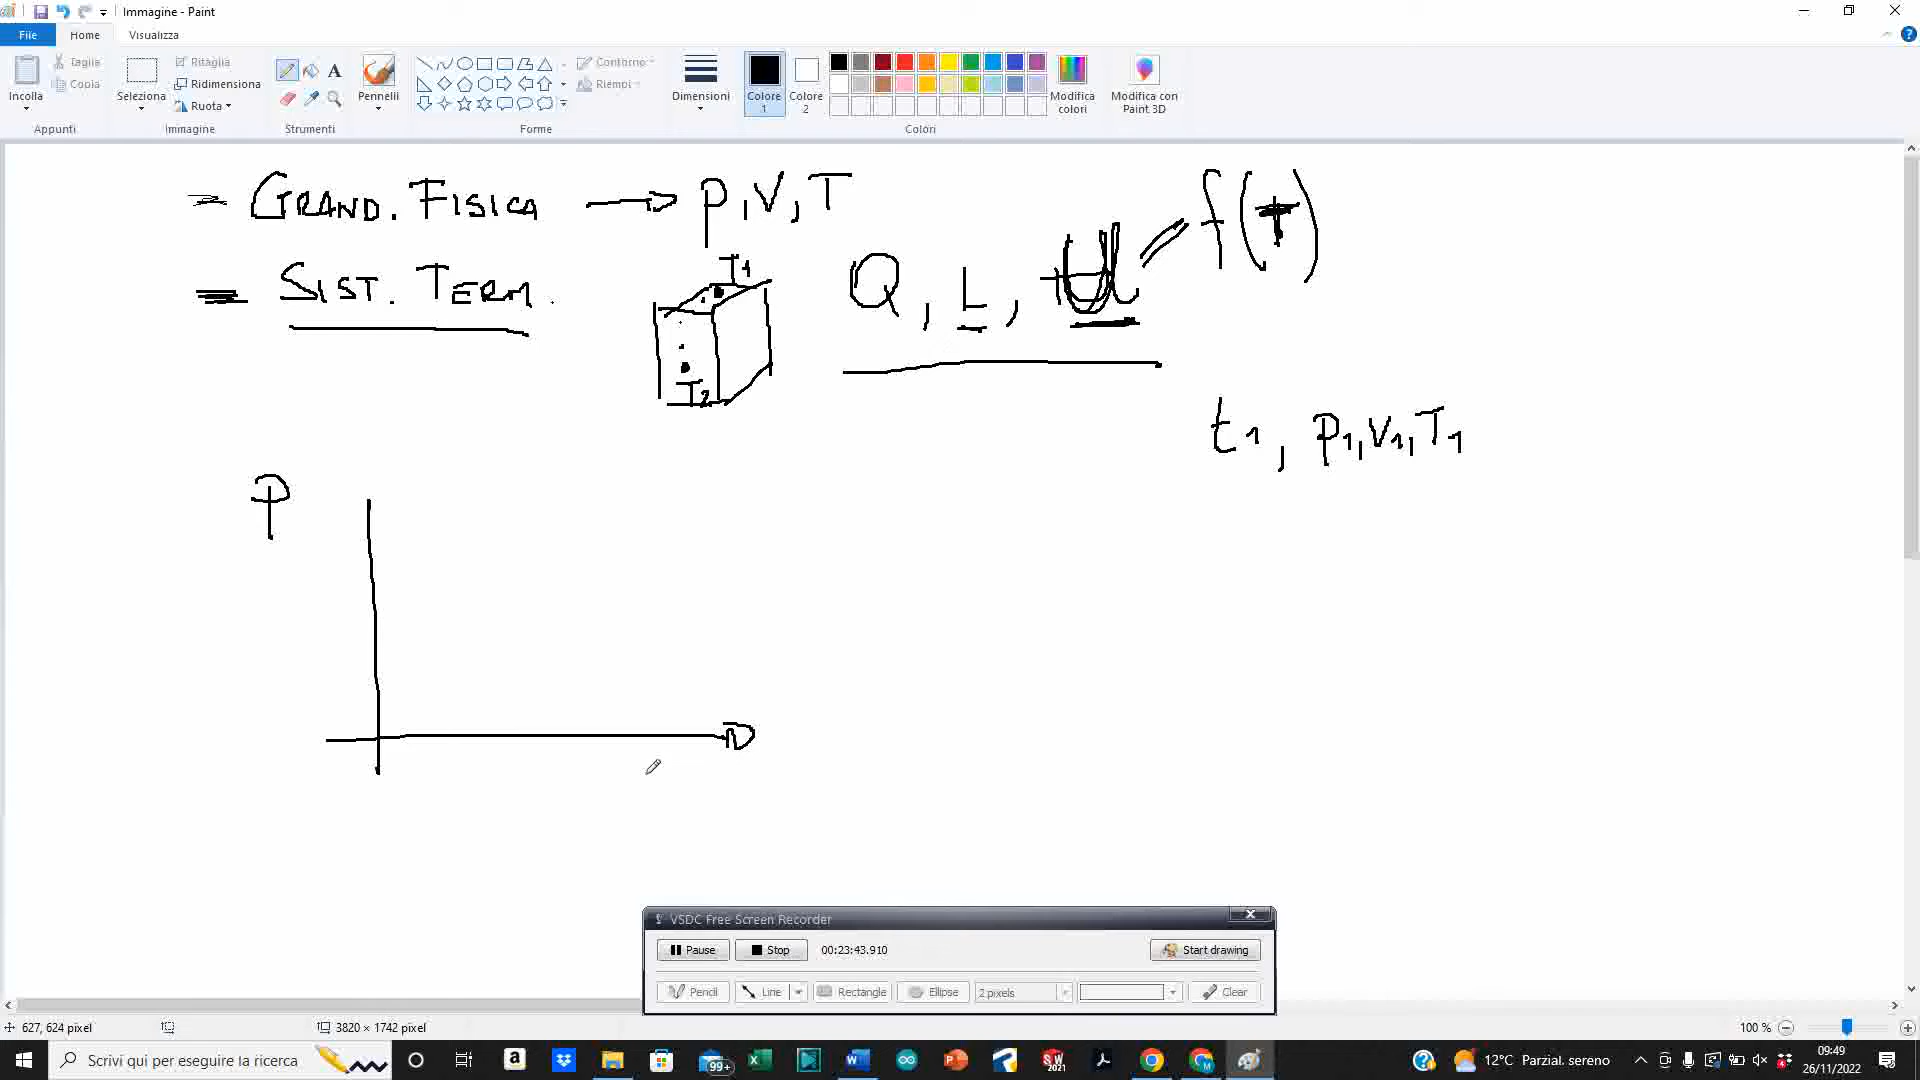 Immagine - Paint
File Home Visualizza
Incolla
Taglia
Copia
Appunti
Seleziona
Ritaglia
Ridimensiona
Ruota
Immagine
A
Strumenti
Pennelli
Contorno
Riempi
Forme
Dimensioni
Colore 1
Colore 2
Modifica colori
Modifica con Paint 3D
Colori
GRAND. FISICA p, V, T
SIST. TERM.
T1
T2
Q, L, U = f(T)
t1, p1, V1, T1
P
VSDC Free Screen Recorder
Pause Stop 00:23:43.910 Start drawing
Pencil Line Rectangle Ellipse 2 pixels Clear
627, 624 pixel 3820 × 1742 pixel 100 %
Scrivi qui per eseguire la ricerca
99+
2021
12°C Parzial. sereno
09:49
26/11/2022